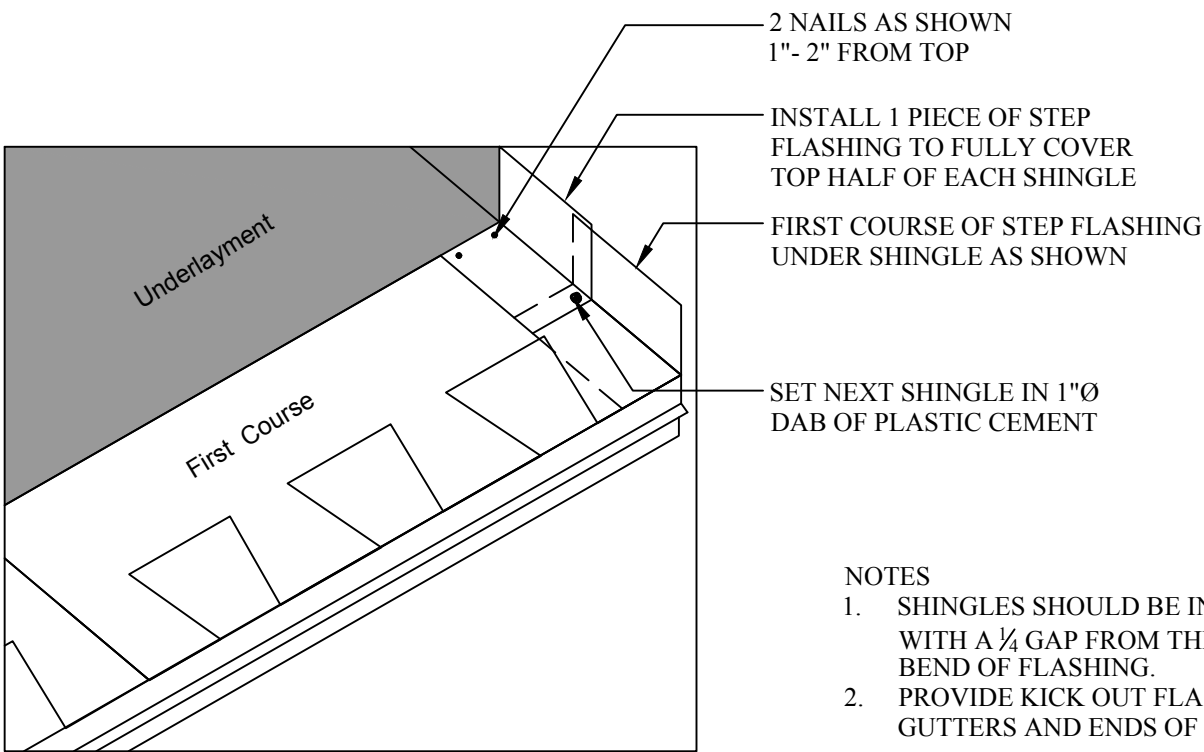 2 NAILS AS SHOWN
1"- 2" FROM TOP
INSTALL 1 PIECE OF STEP
FLASHING TO FULLY COVER
TOP HALF OF EACH SHINGLE
FIRST COURSE OF STEP FLASHING
UNDER SHINGLE AS SHOWN
Underlayment
First Course
SET NEXT SHINGLE IN 1"Ø
DAB OF PLASTIC CEMENT
NOTES
1. SHINGLES SHOULD BE
WITH A ¼ GAP FROM
BEND OF FLASHING.
2. PROVIDE KICK OUT
GUTTERS AND ENDS OF